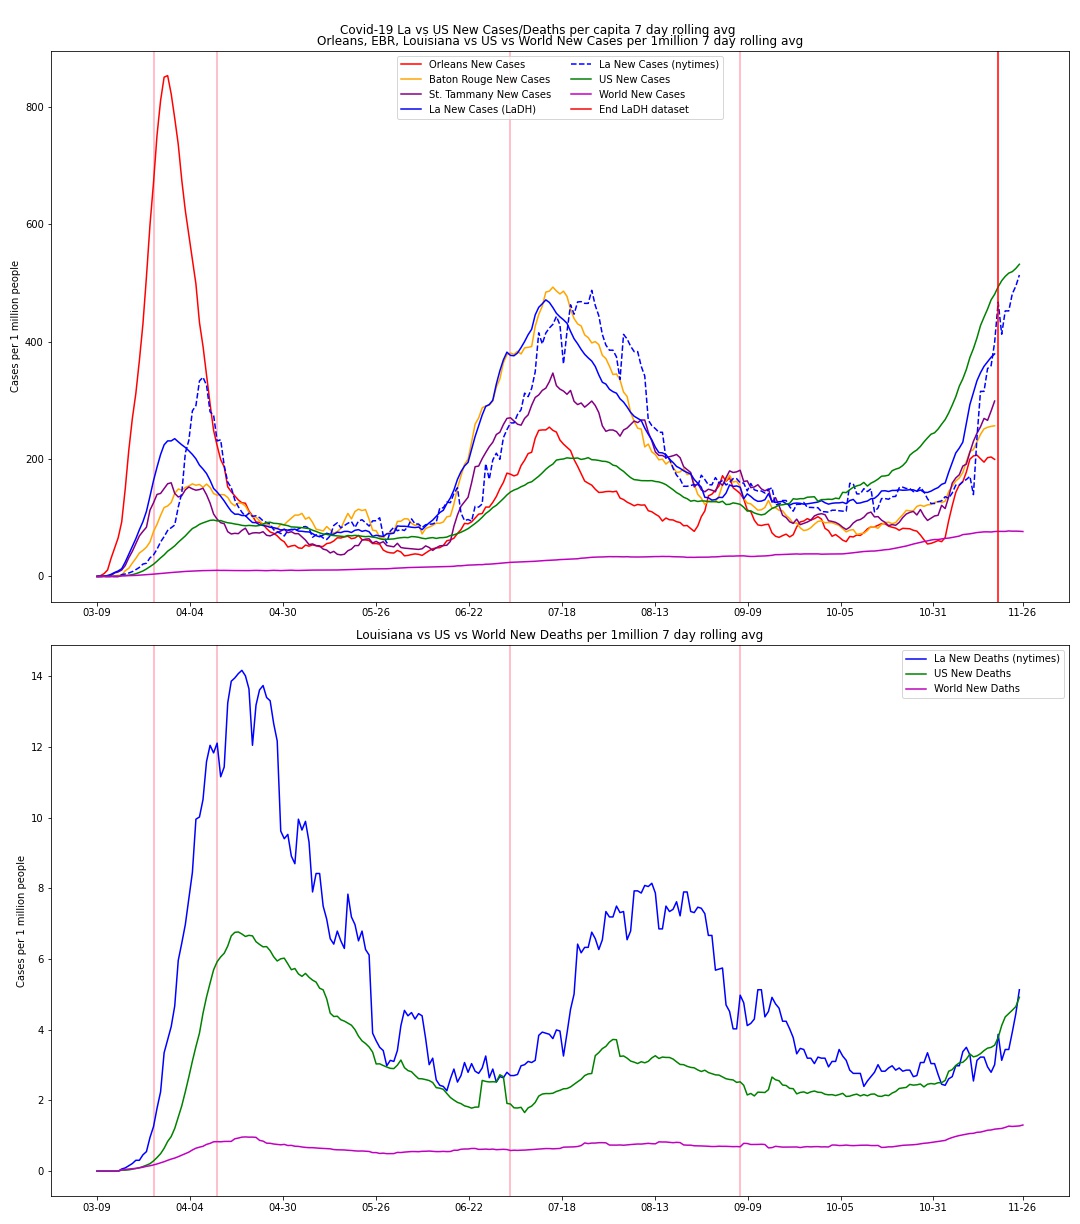 Covid-19 La vs US New Cases/Deaths per capita 7 day rolling avg
Orleans, EBR, Louisiana vs US vs World New Cases per 1million 7 day rolling avg
Orleans New Cases
Baton Rouge New Cases
St. Tammany New Cases
La New Cases (LaDH)
La New Cases (nytimes)
US New Cases
World New Cases
End LaDH dataset
Cases per 1 million people
800
600
400
200
0
03-09 04-04 04-30 05-26 06-22 07-18 08-13 09-09 10-05 10-31 11-26
Louisiana vs US vs World New Deaths per 1million 7 day rolling avg
La New Deaths (nytimes)
US New Deaths
World New Daths
Cases per 1 million people
14
12
10
8
6
4
2
0
03-09 04-04 04-30 05-26 06-22 07-18 08-13 09-09 10-05 10-31 11-26